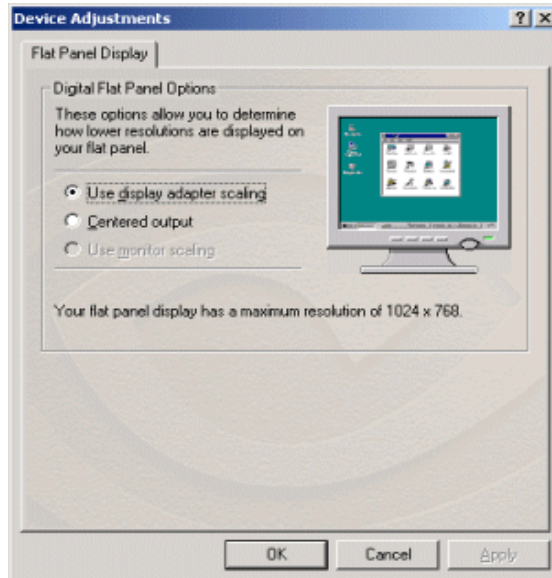 Device Adjustments
Flat Panel Display
Digital Flat Panel Options
These options allow you to determine
how lower resolutions are displayed on
your flat panel.
Use display adapter scaling
Centered output
Use monitor scaling
Your flat panel display has a maximum resolution of 1024 x 768.
OK Cancel Apply